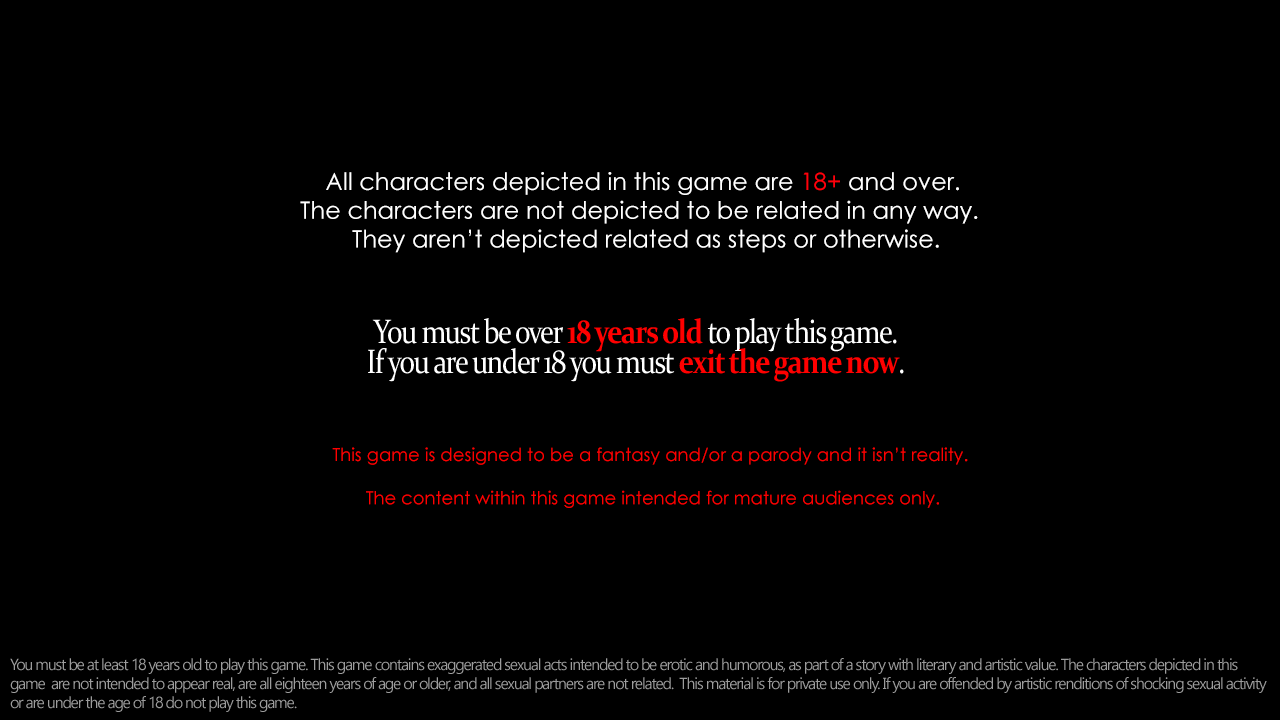 All characters depicted in this game are 18+ and over.
The characters are not depicted to be related in any way.
They aren't depicted related as steps or otherwise.
You must be over 18 years old to play this game.
If you are under 18 you must exit the game now.
This game is designed to be a fantasy and/or a parody and it isn't reality.
The content within this game intended for mature audiences only.
You must be at least 18 years old to play this game. This game contains exaggerated sexual acts intended to be erotic and humorous, as part of a story with literary and artistic value. The characters depicted in this
game are not intended to appear real, are all eighteen years of age or older, and all sexual partners are not related. This material is for private use only. If you are offended by artistic renditions of shocking sexual activity
or are under the age of 18 do not play this game.